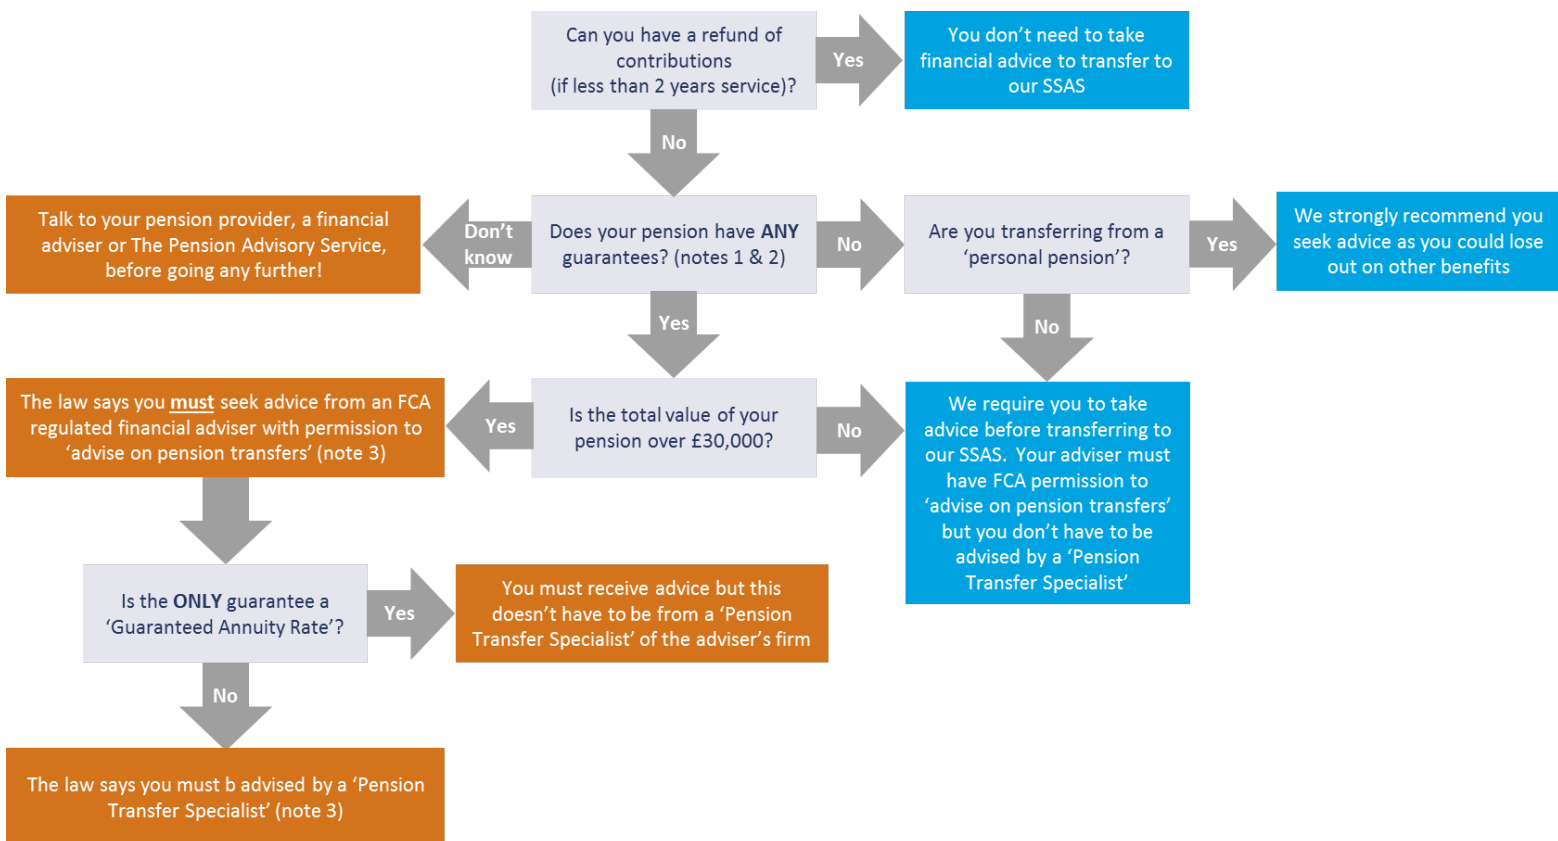 Can you have a refund of
contributions
(if less than 2 years service)?
Yes
You don’t need to take
financial advice to transfer to
our SSAS
No
Talk to your pension provider, a financial
adviser or The Pension Advisory Service,
before going any further!
Don’t
know
Does your pension have ANY
guarantees? (notes 1 & 2)
No
Are you transferring from a
‘personal pension’?
Yes
We strongly recommend you
seek advice as you could lose
out on other benefits
Yes
No
The law says you must seek advice from an FCA
regulated financial adviser with permission to
‘advise on pension transfers’ (note 3)
Yes
Is the total value of your
pension over £30,000?
No
We require you to take
advice before transferring to
our SSAS.  Your adviser must
have FCA permission to
‘advise on pension transfers’
but you don’t have to be
advised by a ‘Pension
Transfer Specialist’
Is the ONLY guarantee a
‘Guaranteed Annuity Rate’?
Yes
You must receive advice but this
doesn’t have to be from a ‘Pension
Transfer Specialist’ of the adviser’s firm
No
The law says you must b advised by a ‘Pension
Transfer Specialist’ (note 3)